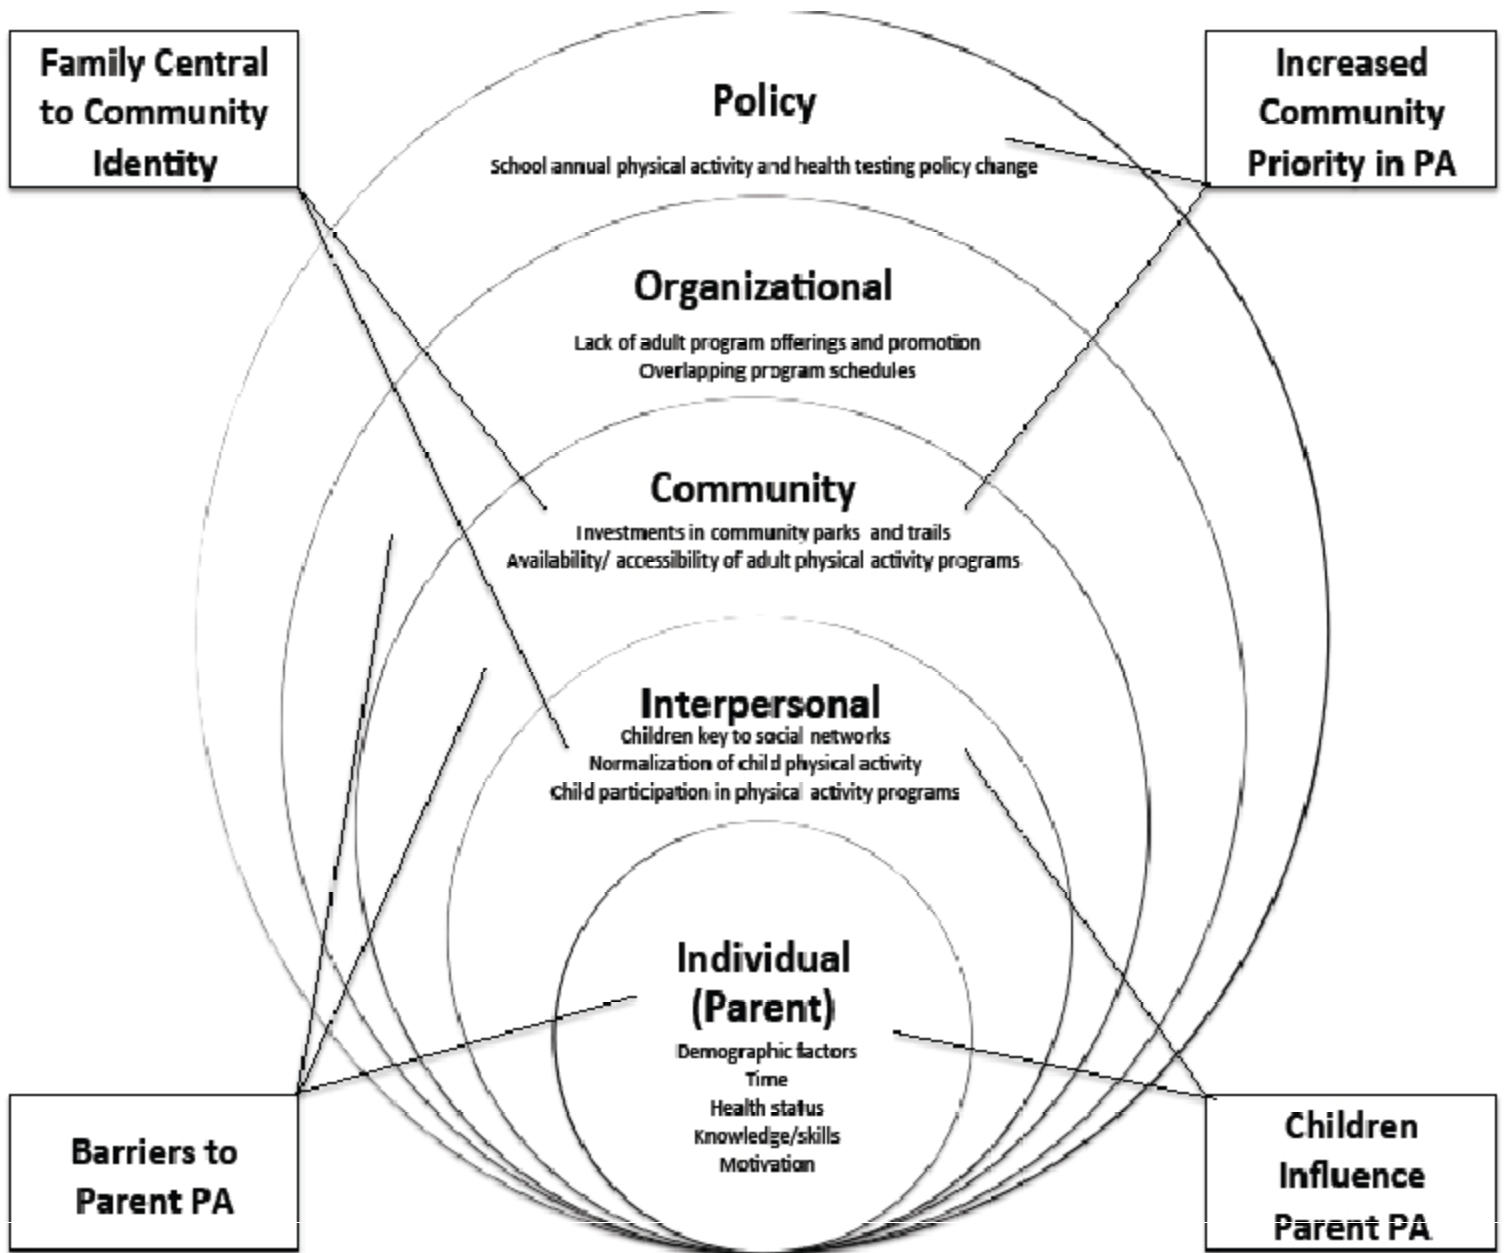 Family Central
to Community
Identity
Increased
Community
Priority in PA
Policy
School annual physical activity and health testing policy change
Organizational
Lack of adult program offerings and promotion
Overlapping program schedules
Community
Investments in community parks and trails
Availability/ accessibility of adult physical activity programs
Interpersonal
Children key to social networks
Normalization of child physical activity
Child participation in physical activity programs
Individual
(Parent)
Demographic factors
Time
Health status
Knowledge/skills
Motivation
Barriers to
Parent PA
Children
Influence
Parent PA